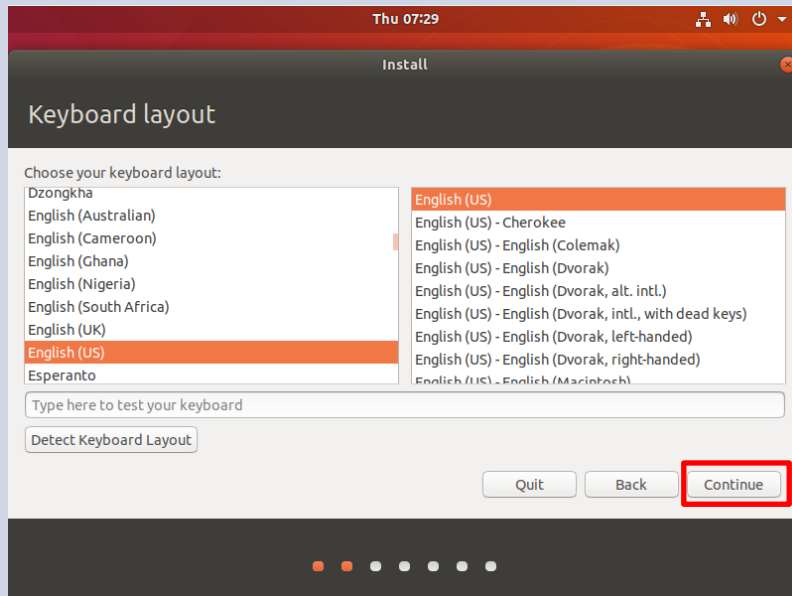 Thu 07:29
Install
Keyboard layout
Choose your keyboard layout:
Dzongkha
English (Australian)
English (Cameroon)
English (Ghana)
English (Nigeria)
English (South Africa)
English (UK)
English (US)
Esperanto
English (US)
English (US) - Cherokee
English (US) - English (Colemak)
English (US) - English (Dvorak)
English (US) - English (Dvorak, alt. intl.)
English (US) - English (Dvorak, intl., with dead keys)
English (US) - English (Dvorak, left-handed)
English (US) - English (Dvorak, right-handed)
English (US) - English (Macintosh)
Type here to test your keyboard
Detect Keyboard Layout
Quit
Back
Continue